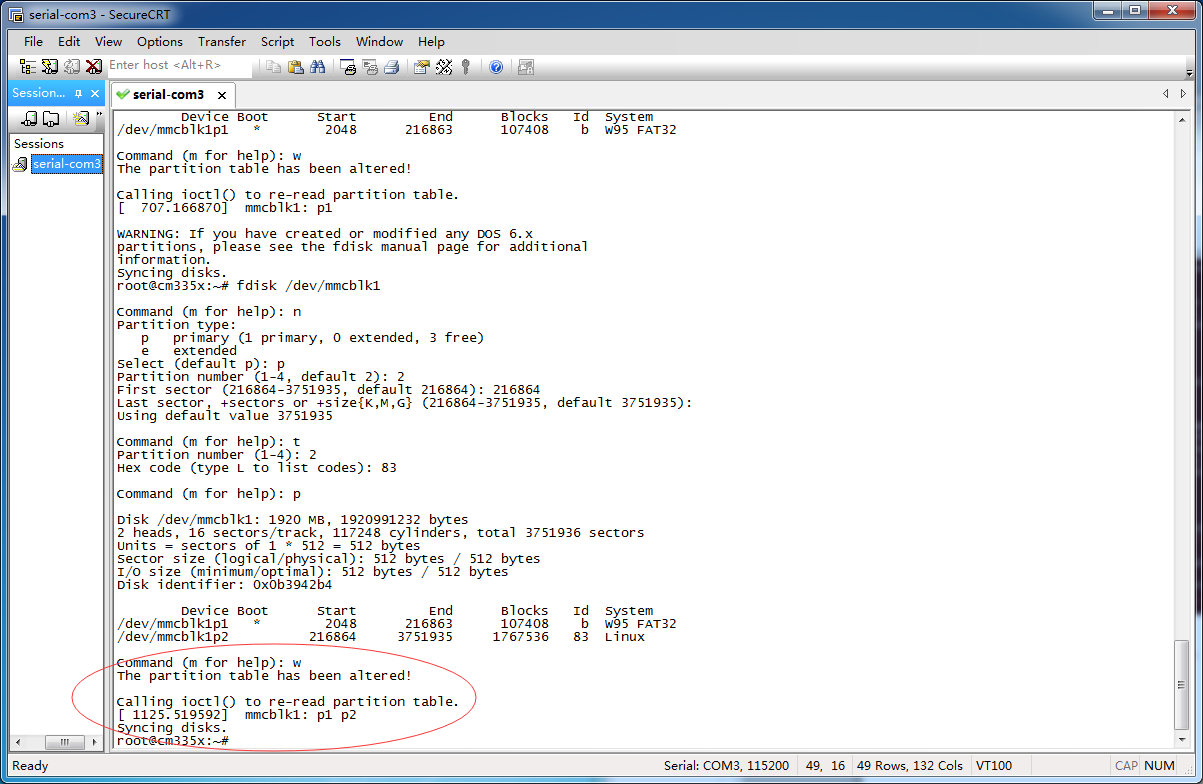 serial-com3 - SecureCRT
File Edit View Options Transfer Script Tools Window Help
Enter host <Alt+R>
Session...
serial-com3
Sessions
serial-com3
         Device Boot      Start         End      Blocks   Id  System
/dev/mmcblk1p1   *        2048      216863      107408    b  W95 FAT32
Command (m for help): w
The partition table has been altered!
Calling ioctl() to re-read partition table.
[  707.166870]  mmcblk1: p1
WARNING: If you have created or modified any DOS 6.x
partitions, please see the fdisk manual page for additional
information.
Syncing disks.
root@cm335x:~# fdisk /dev/mmcblk1
Command (m for help): n
Partition type:
   p   primary (1 primary, 0 extended, 3 free)
   e   extended
Select (default p): p
Partition number (1-4, default 2): 2
First sector (216864-3751935, default 216864): 216864
Last sector, +sectors or +size{K,M,G} (216864-3751935, default 3751935):
Using default value 3751935
Command (m for help): t
Partition number (1-4): 2
Hex code (type L to list codes): 83
Command (m for help): p
Disk /dev/mmcblk1: 1920 MB, 1920991232 bytes
2 heads, 16 sectors/track, 117248 cylinders, total 3751936 sectors
Units = sectors of 1 * 512 = 512 bytes
Sector size (logical/physical): 512 bytes / 512 bytes
I/O size (minimum/optimal): 512 bytes / 512 bytes
Disk identifier: 0x0b3942b4
         Device Boot      Start         End      Blocks   Id  System
/dev/mmcblk1p1   *        2048      216863      107408    b  W95 FAT32
/dev/mmcblk1p2          216864     3751935     1767536   83  Linux
Command (m for help): w
The partition table has been altered!
Calling ioctl() to re-read partition table.
[ 1125.519592]  mmcblk1: p1 p2
Syncing disks.
root@cm335x:~#
Ready Serial: COM3, 115200 49, 16 49 Rows, 132 Cols VT100 CAP NUM